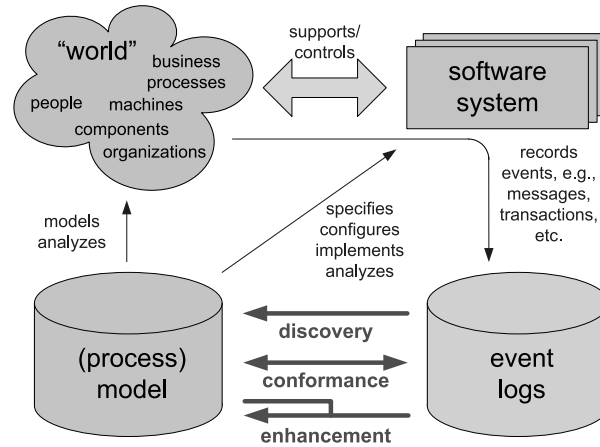 “world”
business
processes
people
machines
components
organizations
supports/
controls
software
system
records
events, e.g.,
messages,
transactions,
etc.
models
analyzes
specifies
configures
implements
analyzes
(process)
model
discovery
conformance
enhancement
event
logs